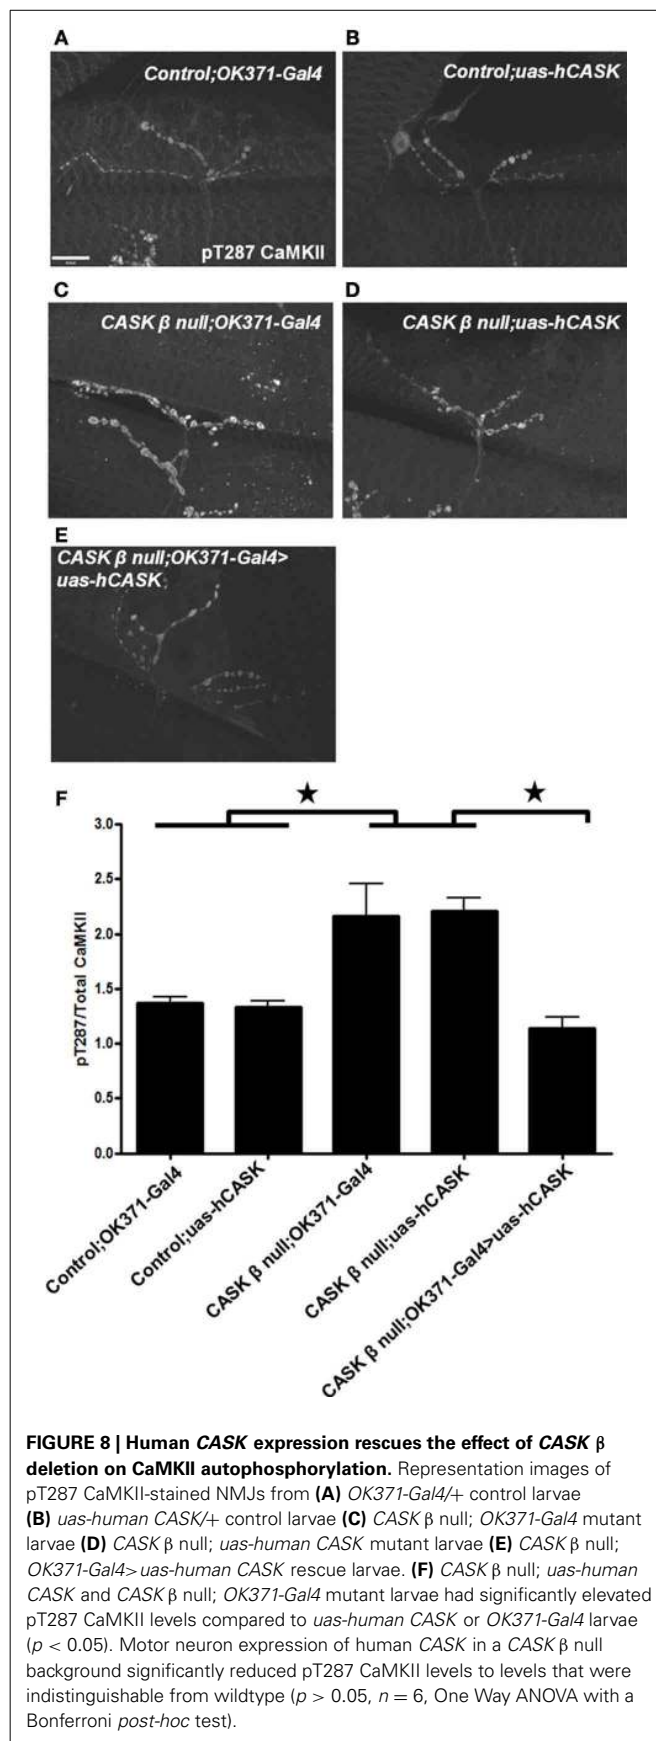 A
B
Control;OK371-Gal4
Control;uas-hCASK
pT287 CaMKII
C
D
CASK β null;OK371-Gal4
CASK β null;uas-hCASK
E
CASK β null;OK371-Gal4>
uas-hCASK
F
3.0
2.5
2.0
1.5
1.0
0.5
0.0
pT287/Total CaMKII
Control;OK371-Gal4
Control;uas-hCASK
CASK β null;OK371-Gal4
CASK β null;uas-hCASK
CASK β null;OK371-Gal4>uas-hCASK
FIGURE 8 | Human CASK expression rescues the effect of CASK β
deletion on CaMKII autophosphorylation. Representation images of
pT287 CaMKII-stained NMJs from (A) OK371-Gal4/+ control larvae
(B) uas-human CASK/+ control larvae (C) CASK β null; OK371-Gal4 mutant
larvae (D) CASK β null; uas-human CASK mutant larvae (E) CASK β null;
OK371-Gal4>uas-human CASK rescue larvae. (F) CASK β null; uas-human
CASK and CASK β null; OK371-Gal4 mutant larvae had significantly elevated
pT287 CaMKII levels compared to uas-human CASK or OK371-Gal4 larvae
(p < 0.05). Motor neuron expression of human CASK in a CASK β null
background significantly reduced pT287 CaMKII levels to levels that were
indistinguishable from wildtype (p > 0.05, n = 6, One Way ANOVA with a
Bonferroni post-hoc test).